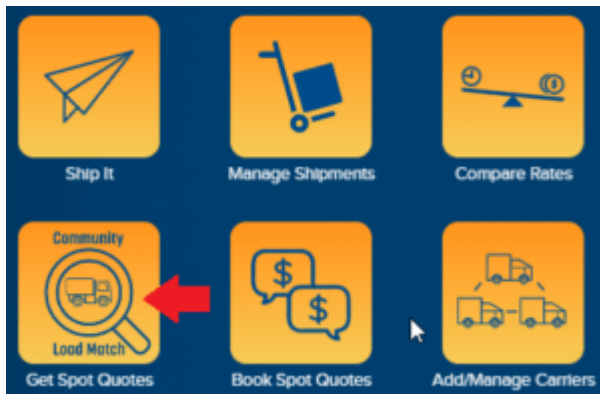 Ship It
Manage Shipments
Compare Rates
Community
Load Match
$
$
$
Get Spot Quotes
Book Spot Quotes
Add/Manage Carriers